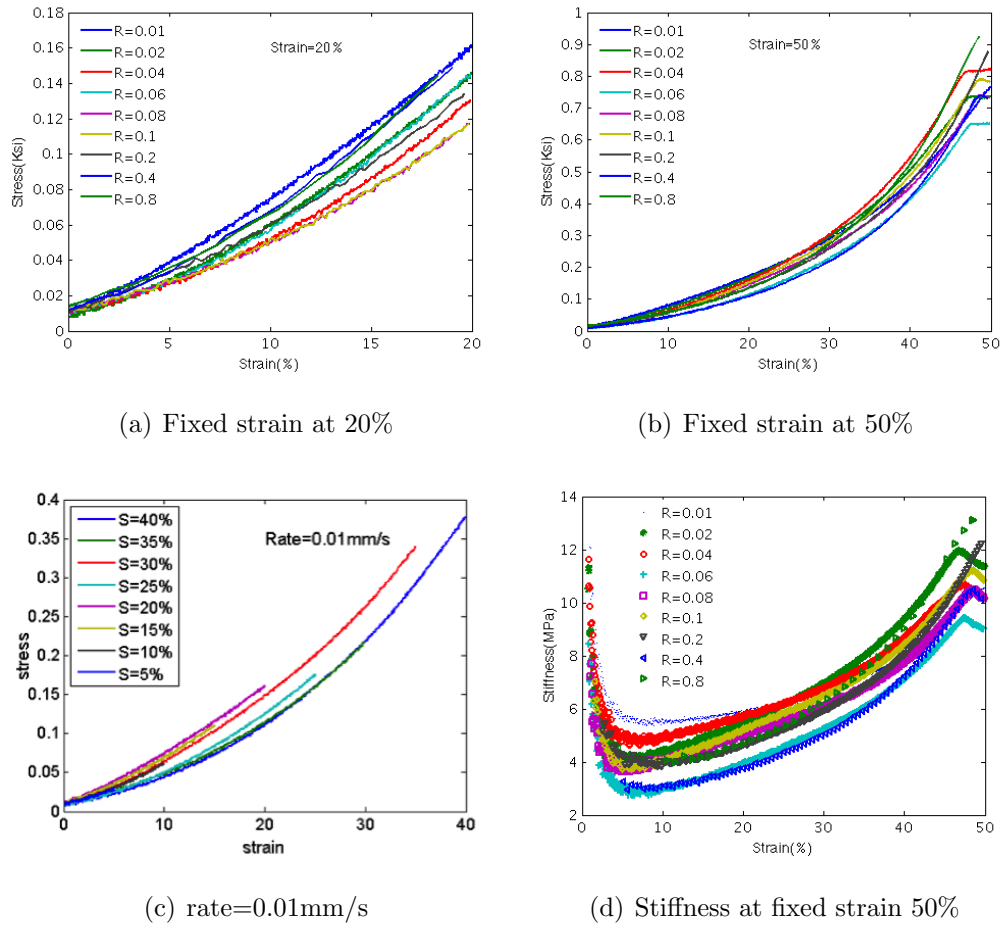 0.18
0.16
0.14
0.12
0.1
0.08
0.06
0.04
0.02
0
Stress(Ksi)
R=0.01
R=0.02
R=0.04
R=0.06
R=0.08
R=0.1
R=0.2
R=0.4
R=0.8
Strain=20%
0 5 10 15 20
Strain(%)
1
0.9
0.8
0.7
0.6
0.5
0.4
0.3
0.2
0.1
0
Stress(Ksi)
R=0.01
R=0.02
R=0.04
R=0.06
R=0.08
R=0.1
R=0.2
R=0.4
R=0.8
Strain=50%
0 10 20 30 40 50
Strain(%)
(a) Fixed strain at 20%
(b) Fixed strain at 50%
0.4
0.35
0.3
0.25
0.2
0.15
0.1
0.05
0
stress
S=40%
S=35%
S=30%
S=25%
S=20%
S=15%
S=10%
S=5%
Rate=0.01mm/s
0 10 20 30 40
strain
14
12
10
8
6
4
2
Stiffness(MPa)
R=0.01
R=0.02
R=0.04
R=0.06
R=0.08
R=0.1
R=0.2
R=0.4
R=0.8
0 10 20 30 40 50
Strain(%)
(c) rate=0.01mm/s
(d) Stiffness at fixed strain 50%